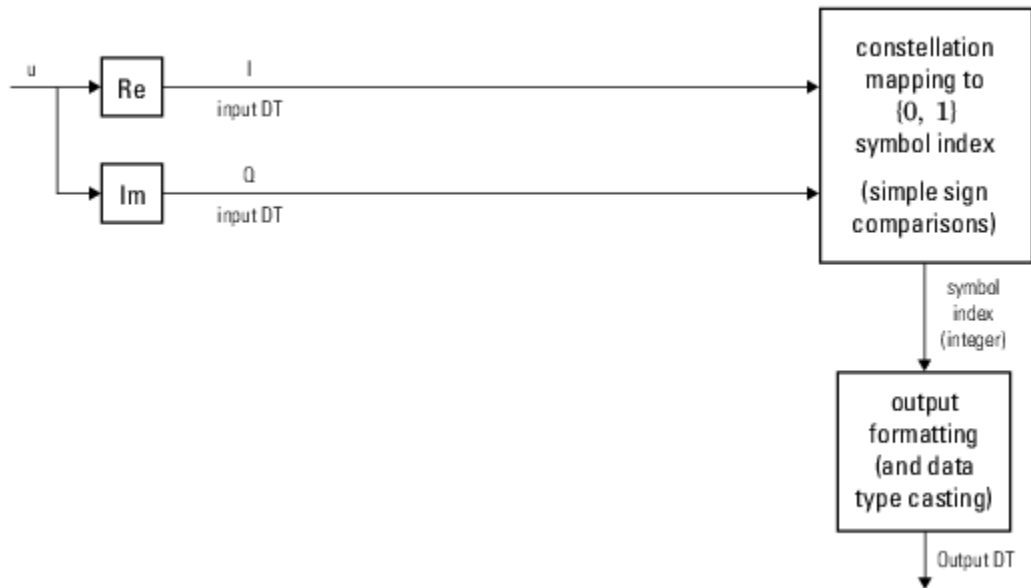 u
Re
I
input DT
Im
Q
input DT
constellation
mapping to
{0, 1}
symbol index
(simple sign
comparisons)
symbol
index
(integer)
output
formatting
(and data
type casting)
Output DT